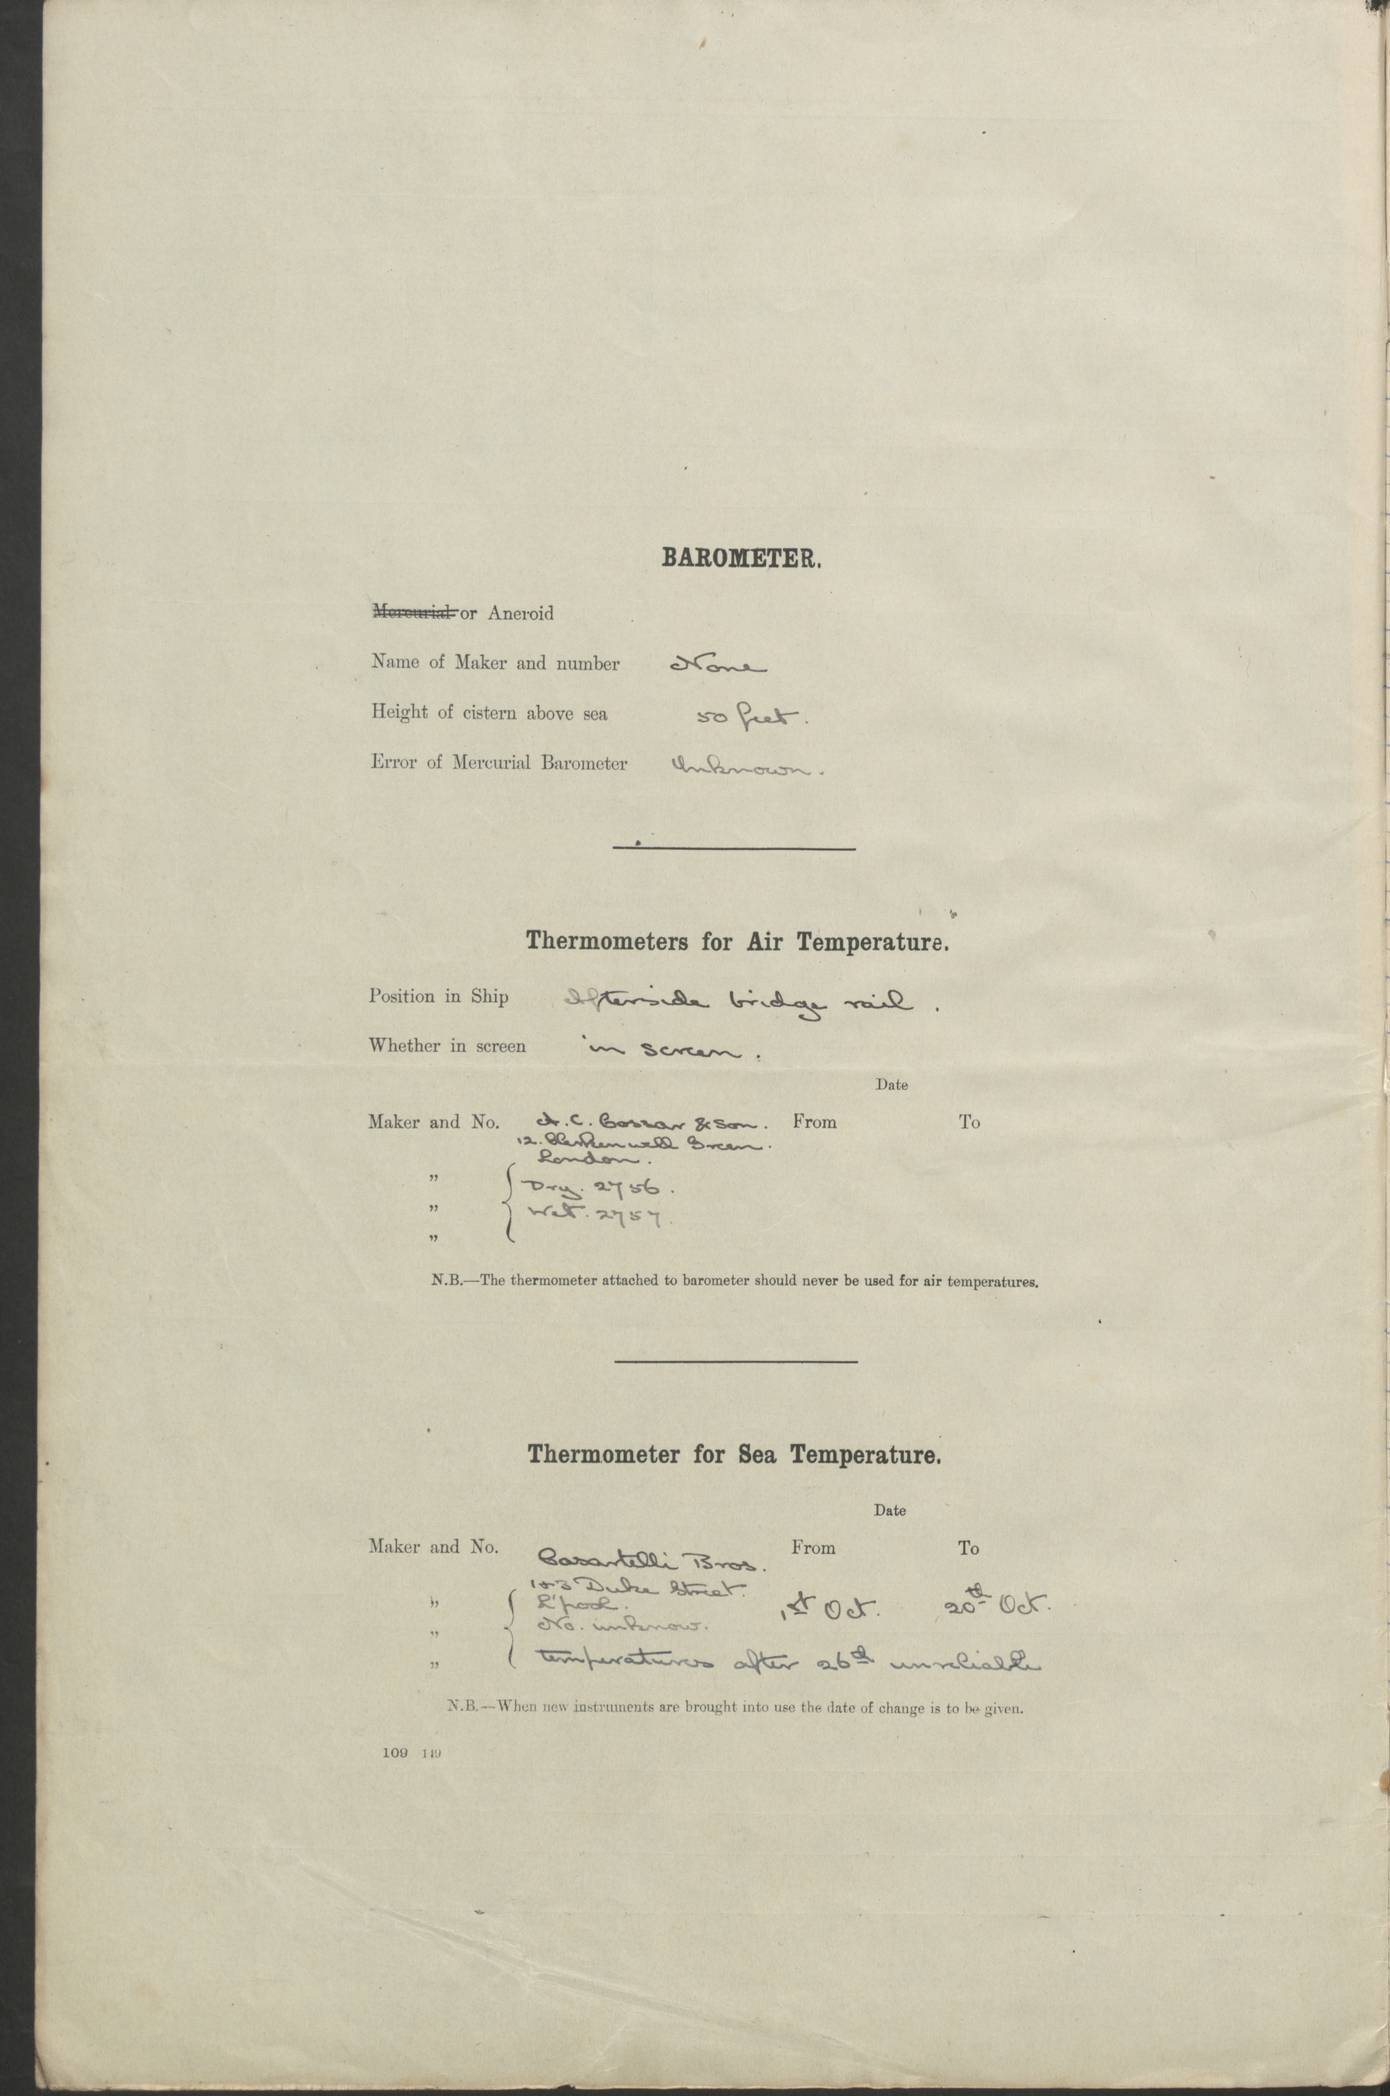 BAROMETER.
Mercurial or Aneroid
Name of Maker and number None
Height of cistern above sea 50 feet.
Error of Mercurial Barometer Unknown.
Thermometers for Air Temperature.
Position in Ship Afterside bridge rail.
Whether in screen in screen.
Date
Maker and No. A.C. Cossar & Son. From To
12. Clerkenwell Green.
London.
„ Dry. 2756.
„ Wet. 2757.
„
N.B.—The thermometer attached to barometer should never be used for air temperatures.
Thermometer for Sea Temperature.
Date
Maker and No. Casartelli Bros. From To
Duke Street.
„ L'pool. 1st Oct. 20th Oct.
„ No. unknow.
„ temperatures after 26th unreliable
N.B.—When new instruments are brought into use the date of change is to be given.
109 149